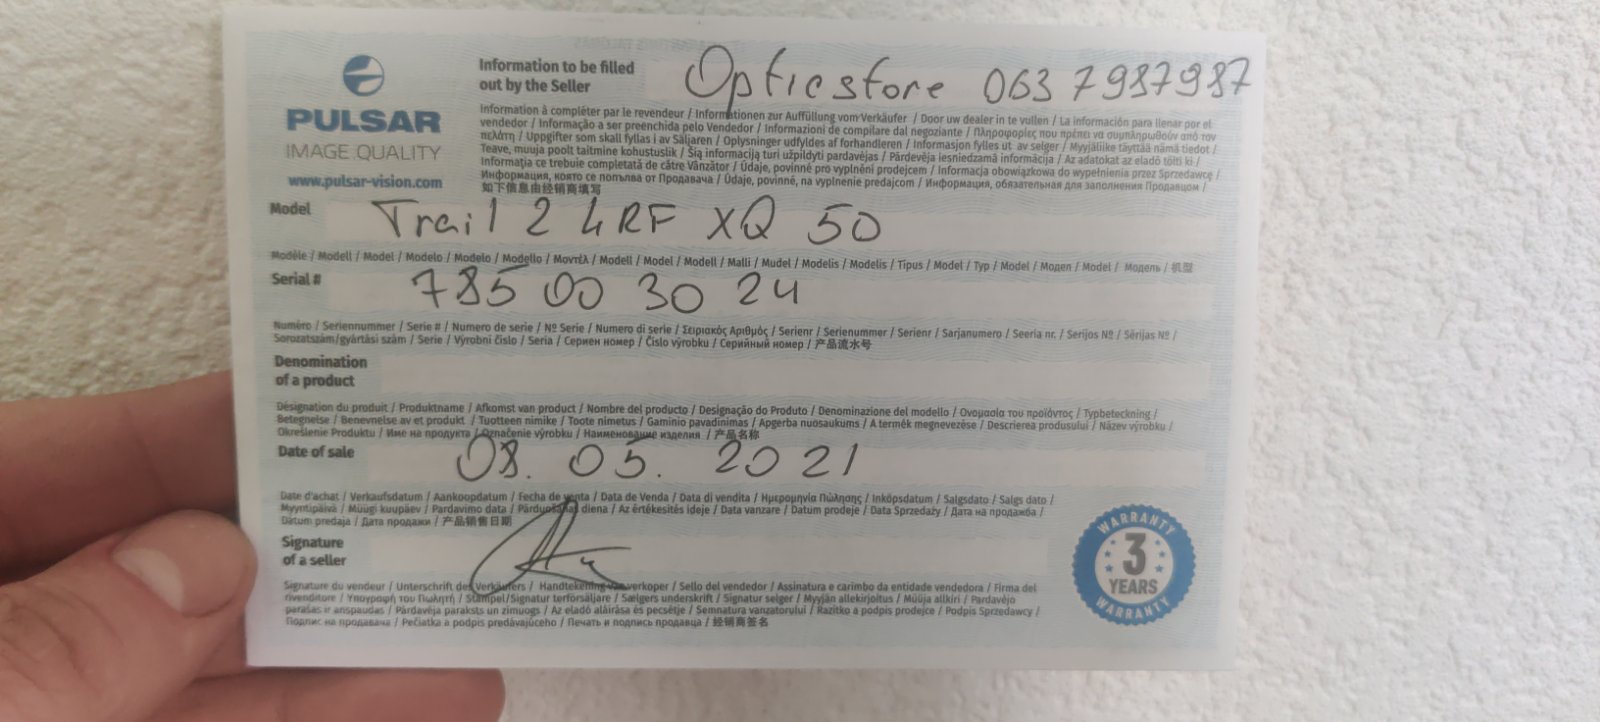 PULSAR
IMAGE QUALITY
www.pulsar-vision.com
Information to be filled
out by the Seller
Opticstore 063 7987987
Information à compléter par le revendeur / Informationen zur Auffüllung vom Verkäufer / Door uw dealer in te vullen / La información para llenar por el
vendedor / Informação a ser preenchida pelo Vendedor / Informazioni di compilare dal negoziante / Πληροφορίες που πρέπει να συμπληρωθούν από τον
πελάτη / Uppgifter som skall fyllas i av Säljaren / Oplysninger udfyldes af forhandleren / Informasjon fylles ut av selger / Myyjäliike täyttää nämä tiedot /
Teave, muuja poolt taitmine kohustuslik / Šią informaciją turi užpildyti pardavėjas / Pārdevēja iesniedzamā informācija / Az adatokat az eladó tölti ki /
Informaţia ce trebuie completată de către Vânzător / Údaje, povinné pro vyplnění prodejcem / Informacja obowiązkowa do wypełnienia przez Sprzedawcę /
Информация, която се попълва от Продавача / Údaje, povinné, na vyplnenie predajcom / Информация, обязательная для заполнения Продавцом /
如下信息由经销商填写
Model
Trail 2 LRF XQ 50
Modèle / Modell / Model / Modelo / Modelo / Modello / Μοντέλ / Modell / Model / Modell / Malli / Mudel / Modelis / Modelis / Tipus / Model / Typ / Model / Модел / Model / Модель / 机型
Serial #
785 00 30 24
Numéro / Seriennummer / Serie # / Numero de serie / Nº Serie / Numero di serie / Σειριακός Αριθμός / Serienr / Serienummer / Serienr / Sarjanumero / Seeria nr. / Serijos Nº / Sērijas Nº /
Sorozatszám/gyártási szám / Serie / Výrobní číslo / Seria / Сериен номер / Číslo výrobku / Серийный номер / 产品流水号
Denomination
of a product
Désignation du produit / Produktname / Afkomst van product / Nombre del producto / Designação do Produto / Denominazione del modello / Ονομασία του προϊόντος / Typbeteckning /
Betegnelse / Benevnelse av et produkt / Tuotteen nimike / Toote nimetus / Gaminio pavadinimas / Apgerba nuosaukums / A termék megnevezése / Descrierea produsului / Název výrobku /
Określenie Produktu / Име на продукта / Označenie výrobku / Наименование изделия / 产品名称
Date of sale
08. 05. 2021
Date d'achat / Verkaufsdatum / Aankoopdatum / Fecha de venta / Data de Venda / Data di vendita / Ημερομηνία Πώλησης / Inköpsdatum / Salgsdato / Salgs dato /
Myyntipäivä / Müügi kuupäev / Pardavimo data / Pārdušanas diena / Az értékesítés ideje / Data vanzare / Datum prodeje / Data Sprzedaży / Дата на продажба /
Dátum predaja / Дата продажи / 产品销售日期
Signature
of a seller
Signature du vendeur / Unterschrift des Verkäufers / Handtekening van verkoper / Sello del vendedor / Assinatura e carimbo da entidade vendedora / Firma del
rivenditore / Υπογραφή του Πωλητή / Stämpel/Signatur terförsäljare / Sælgers underskrift / Signatur selger / Myyjän allekirjoitus / Müüja allkiri / Pardavėjo
parašas ir anspaudas / Pārdavēja paraksts un zīmogs / Az eladó aláírása és pecsétje / Semnatura vanzatorului / Razítko a podpis prodejce / Podpis Sprzedawcy /
Подпис на продавача / Pečiatka a podpis predávajúceho / Печать и подпись продавца / 经销商签名
WARRANTY
3
YEARS
WARRANTY